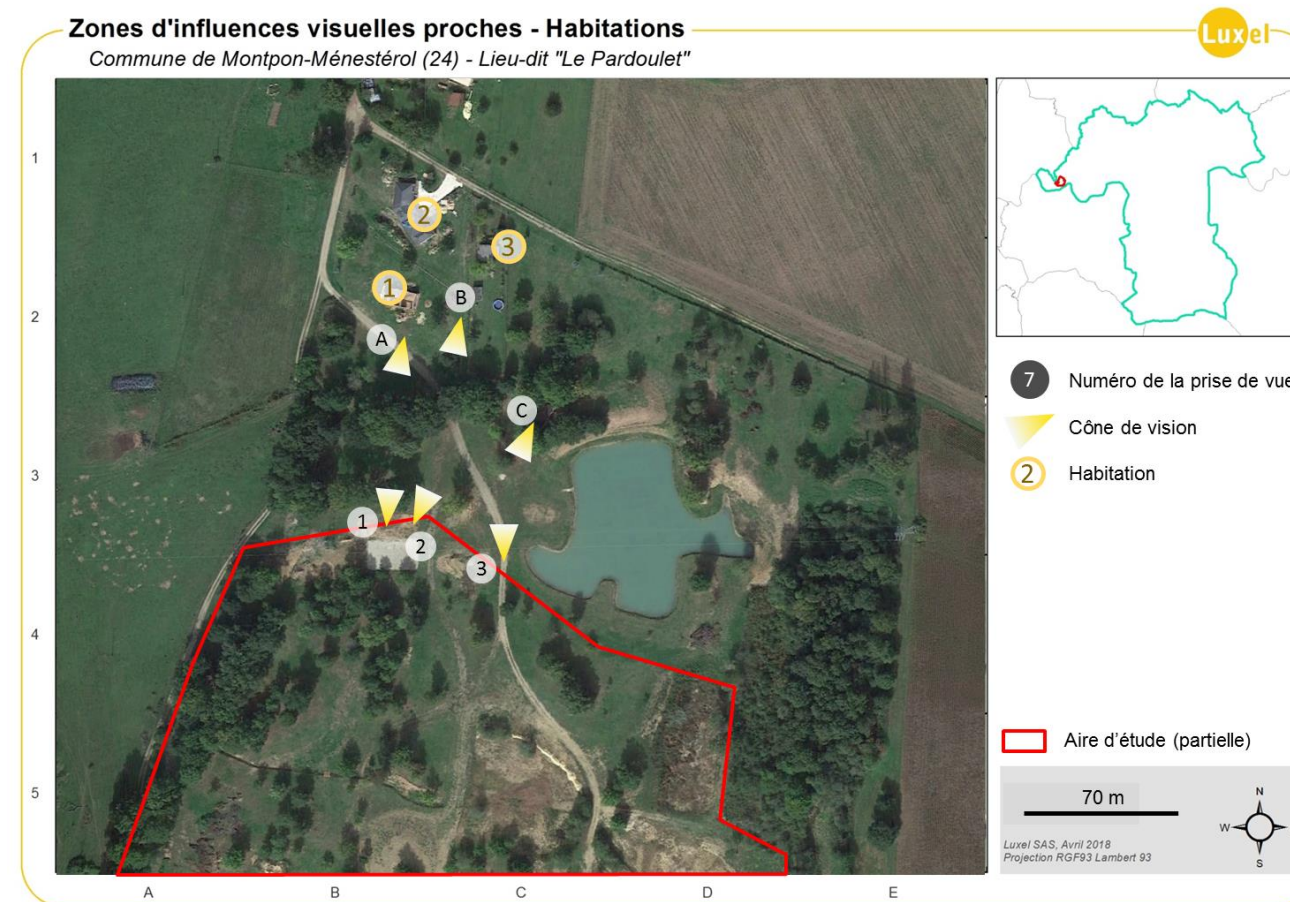 Zones d'influences visuelles proches - Habitations
Luxel
Commune de Montpon-Ménestérol (24) - Lieu-dit "Le Pardoulet"
1
2
3
4
5
2
3
1
B
A
C
1
2
3
7 Numéro de la prise de vue
Cône de vision
2 Habitation
Aire d'étude (partielle)
70 m
N
W
S
Luxel SAS, Avril 2018
Projection RGF93 Lambert 93
A B C D E